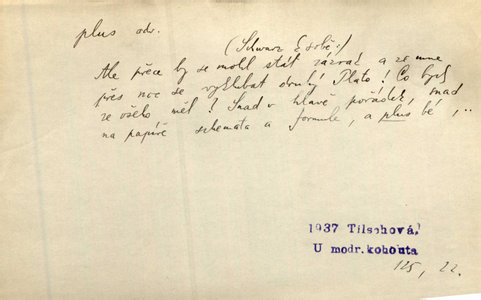 plus adv.
(Schwarz o sobě:)
Ale přece by se mohl stát zázrak a ze mne
přes noc se vyklubat druhý Plato! Co bych
ze všeho měl? Snad v hlavě pořádek, snad
na papíře schemata a formule, a plus bé, ..
1937 Tilschová,
U modr.kohouta
125, 22.